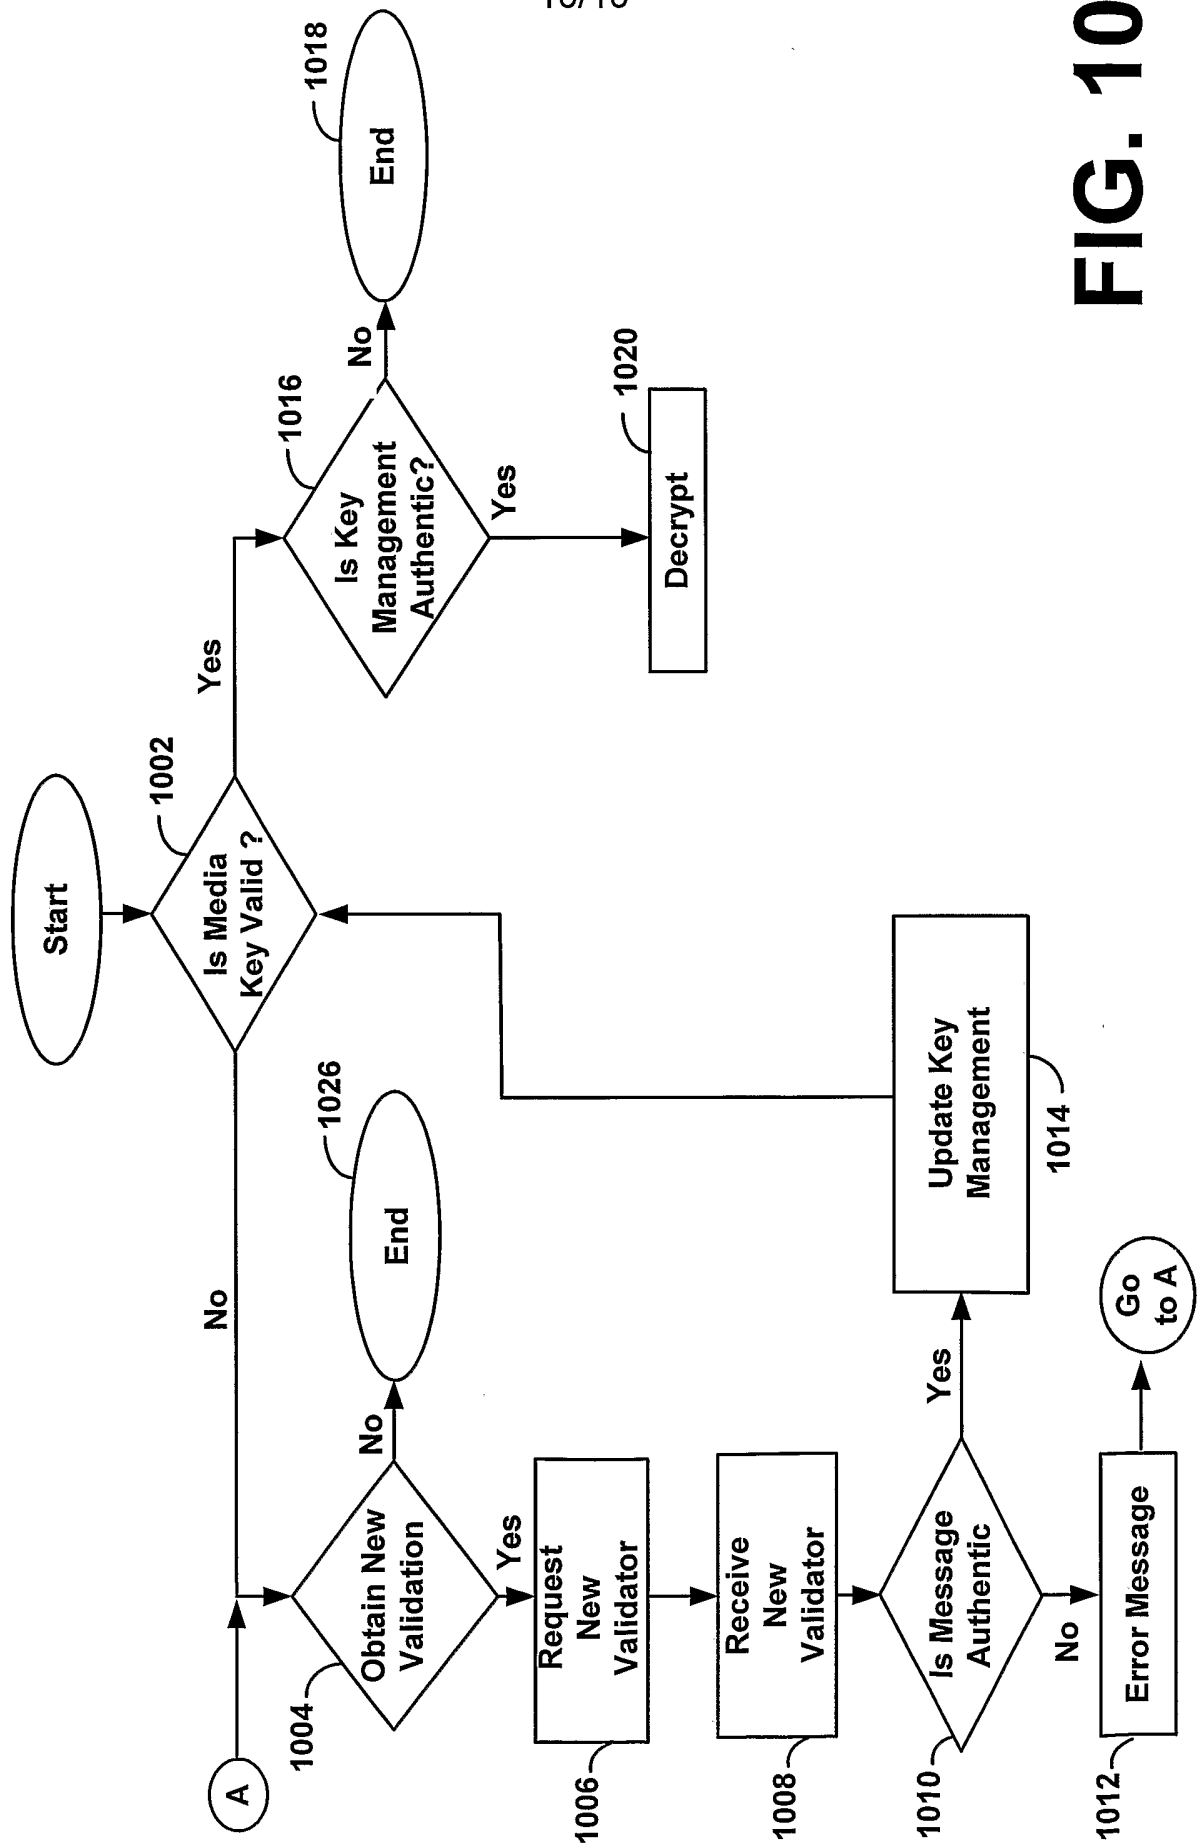 Start
1002
Is Media
Key Valid ?
No
Yes
A
1004
Obtain New
Validation
No
1026
End
Yes
1006
Request
New
Validator
1008
Receive
New
Validator
1010
Is Message
Authentic
Yes
No
1012
Error Message
Go
to A
Update Key
Management
1014
1016
Is Key
Management
Authentic?
No
1018
End
Yes
1020
Decrypt
FIG. 10